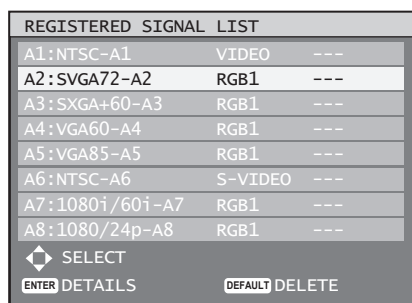 REGISTERED SIGNAL LIST
A1:NTSC-A1 VIDEO ---
A2:SVGA72-A2 RGB1 ---
A3:SXGA+60-A3 RGB1 ---
A4:VGA60-A4 RGB1 ---
A5:VGA85-A5 RGB1 ---
A6:NTSC-A6 S-VIDEO ---
A7:1080i/60i-A7 RGB1 ---
A8:1080/24p-A8 RGB1 ---
SELECT
ENTER DETAILS DEFAULT DELETE